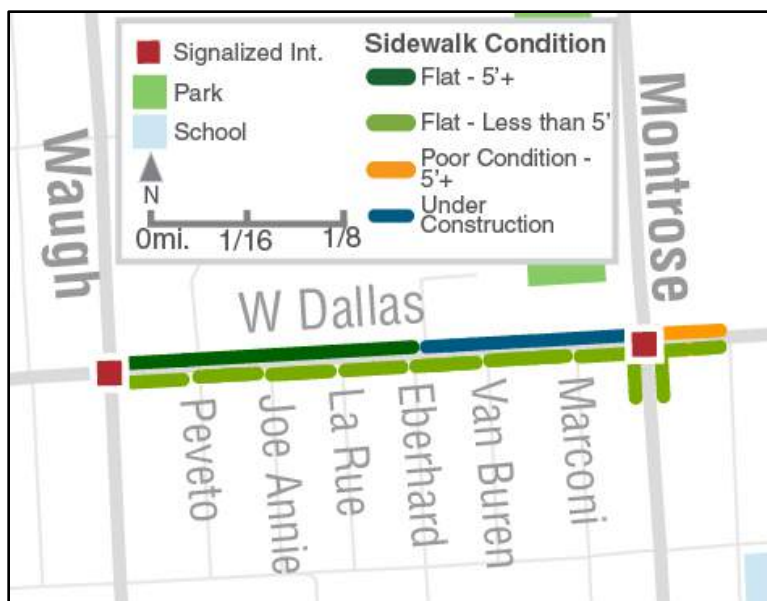 Signalized Int.
Park
School
N
0mi. 1/16 1/8
Sidewalk Condition
Flat - 5'+
Flat - Less than 5'
Poor Condition -
5'+
Under
Construction
Waugh
Montrose
W Dallas
Peveto
Joe Annie
La Rue
Eberhard
Van Buren
Marconi